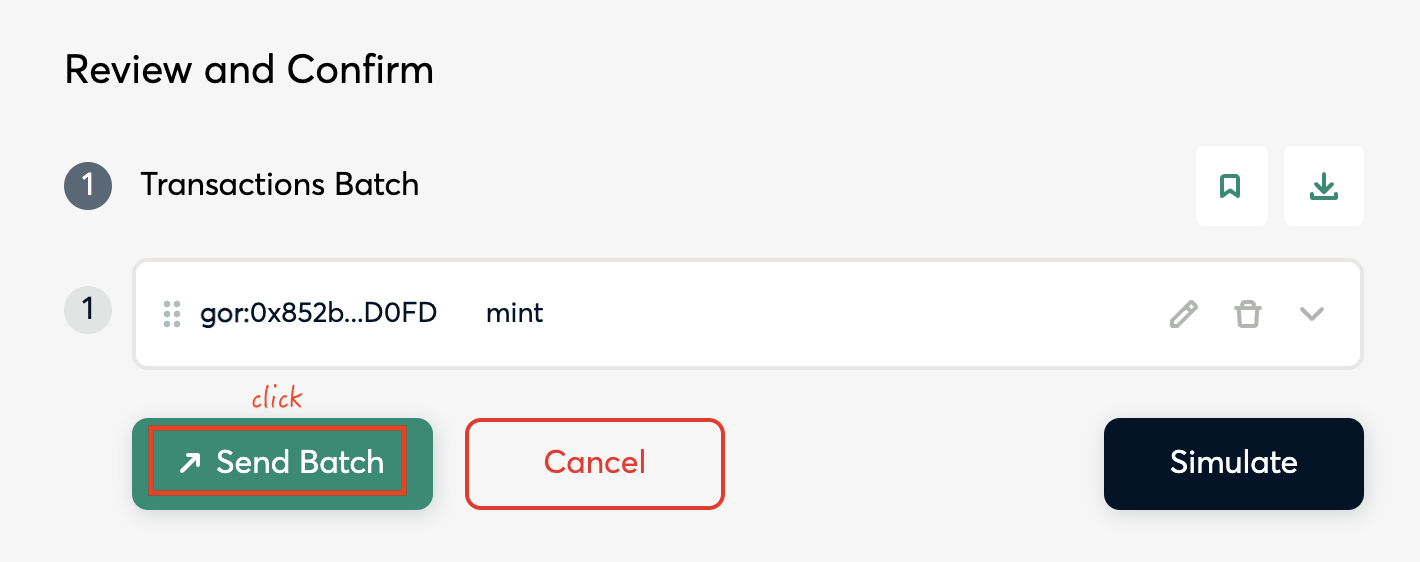 Review and Confirm
1 Transactions Batch
1 gor:0x852b...D0FD mint
click
Send Batch Cancel Simulate